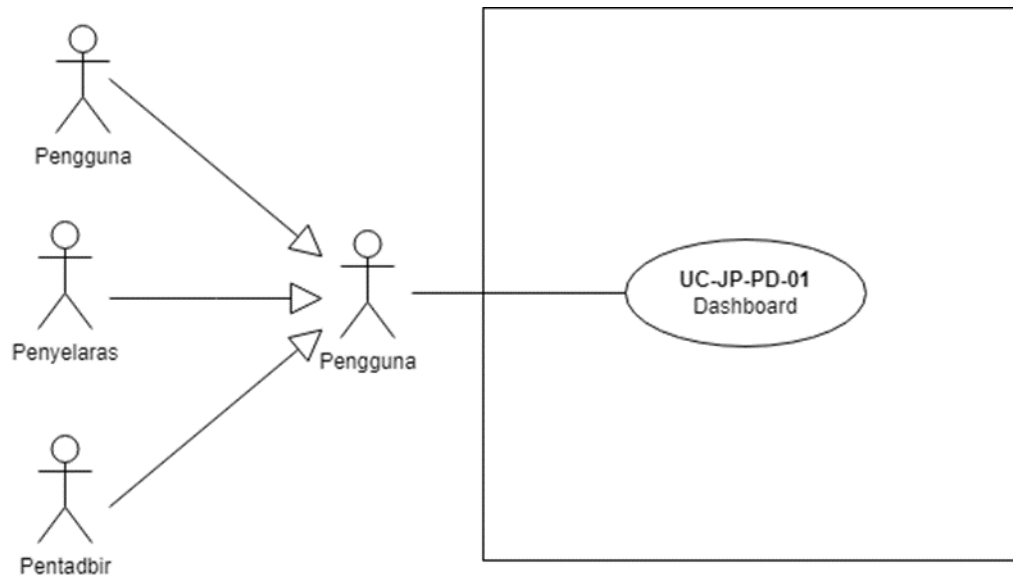 Pengguna
Penyelaras
Pengguna
Pentadbir
UC-JP-PD-01
Dashboard